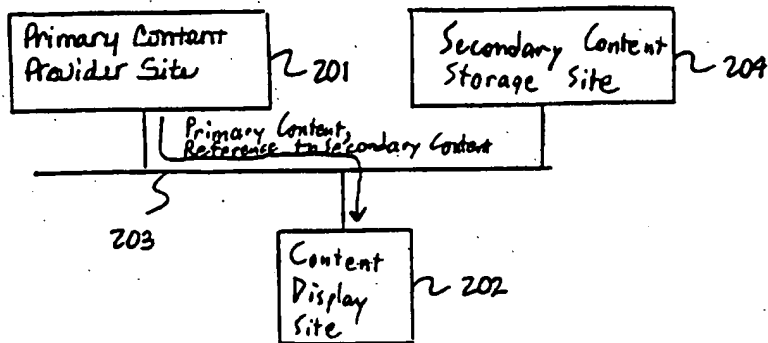 Primary Content
Provider Site
201
Secondary Content
Storage Site
204
Primary Content,
Reference to Secondary Content
203
Content
Display
Site
202